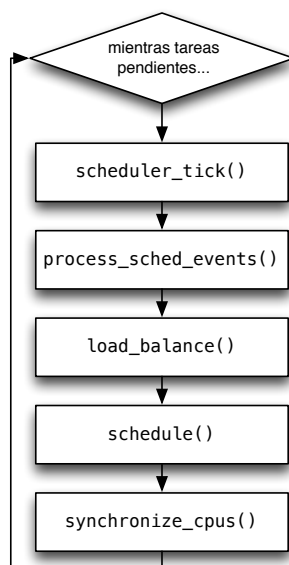 mientras tareas
pendientes...
scheduler_tick()
process_sched_events()
load_balance()
schedule()
synchronize_cpus()